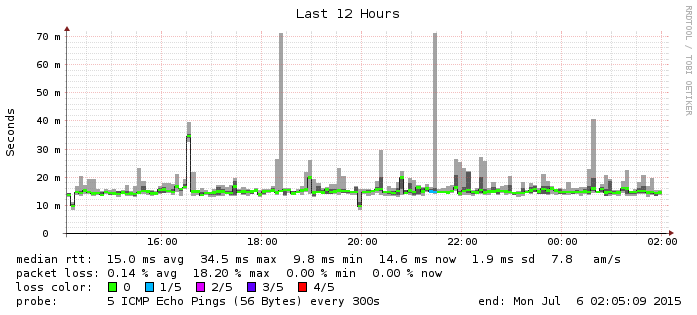 Last 12 Hours
RRDTOOL / TOBI OETIKER
Seconds
70 m
60 m
50 m
40 m
30 m
20 m
10 m
0
16:00 18:00 20:00 22:00 00:00 02:00
median rtt: 15.0 ms avg 34.5 ms max 9.8 ms min 14.6 ms now 1.9 ms sd 7.8 am/s
packet loss: 0.14 % avg 18.20 % max 0.00 % min 0.00 % now
loss color: 0 1/5 2/5 3/5 4/5
probe: 5 ICMP Echo Pings (56 Bytes) every 300s end: Mon Jul 6 02:05:09 2015